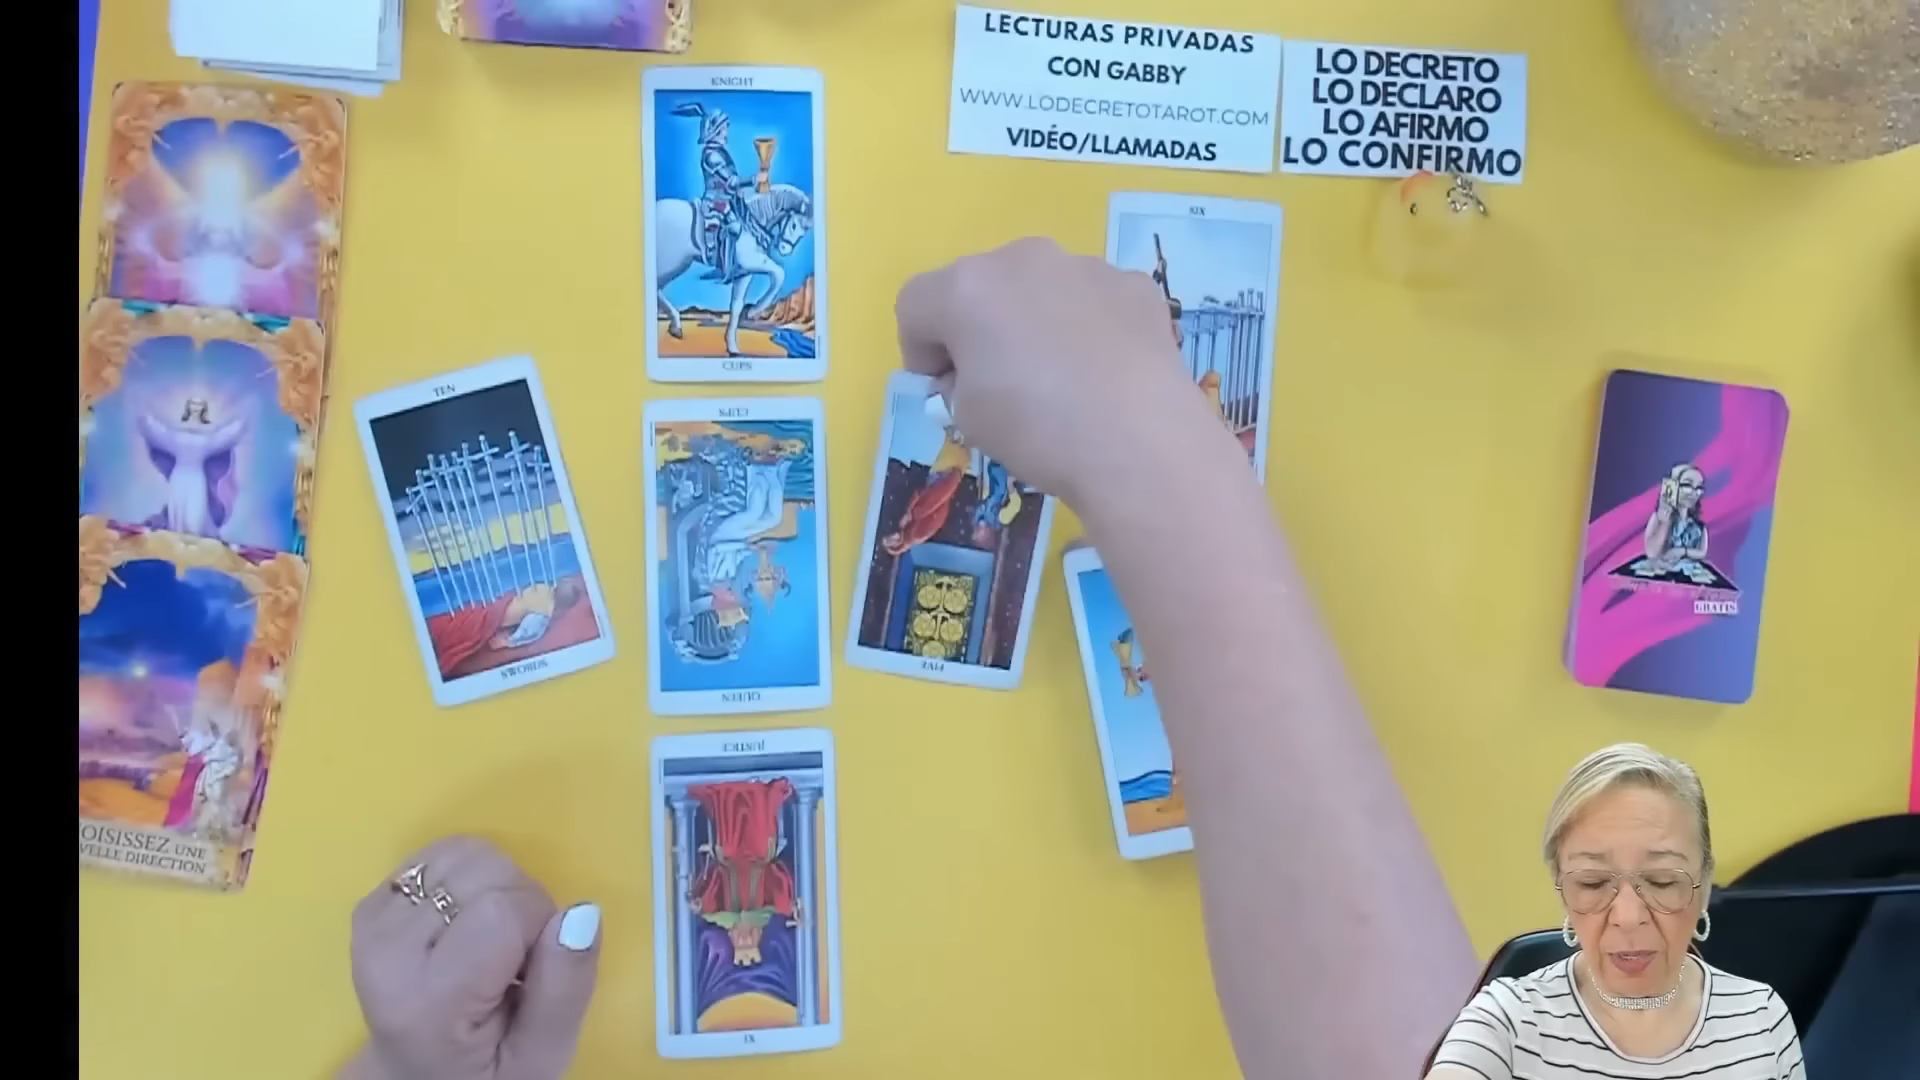 LECTURAS PRIVADAS
CON GABBY
WWW.LODECRETOTAROT.COM
VIDÉO/LLAMADAS
LO DECRETO
LO DECLARO
LO AFIRMO
LO CONFIRMO
KNIGHT
CUPS
SIX
TEN
SWORDS
CUPS
QUEEN
FIVE
JUSTICE
XI
OISISSEZ UNE
VELLE DIRECTION
GRATIS